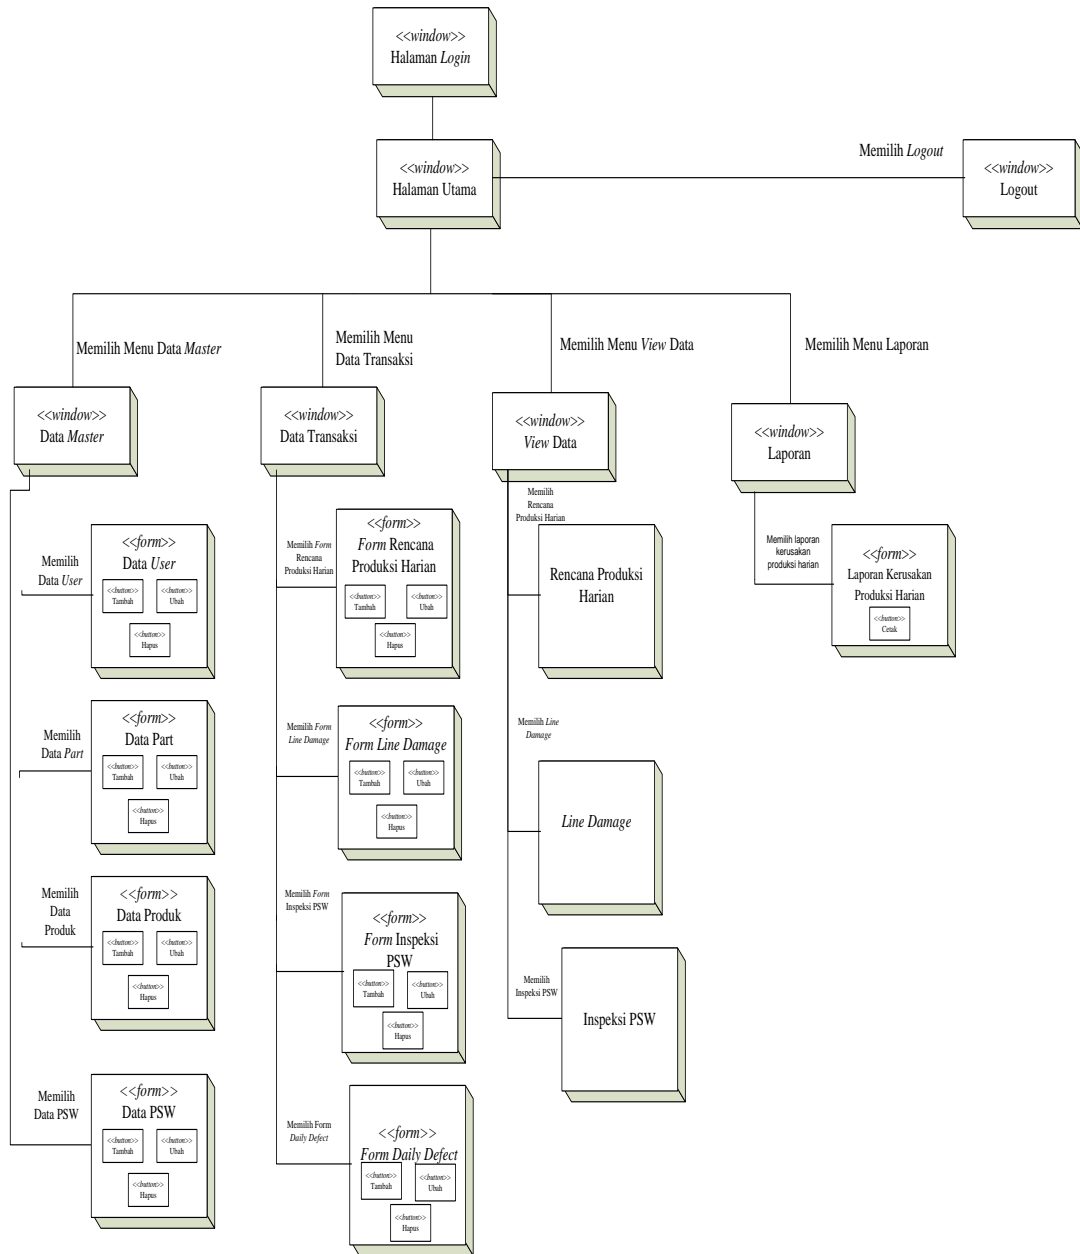 <<window>>
Halaman Login
<<window>>
Halaman Utama
Memilih Logout
<<window>>
Logout
Memilih Menu Data Master
Memilih Menu
Data Transaksi
Memilih Menu View Data
Memilih Menu Laporan
<<window>>
Data Master
<<window>>
Data Transaksi
<<window>>
View Data
<<window>>
Laporan
Memilih
Data User
<<form>>
Data User
<<button>>
Tambah
<<button>>
Ubah
<<button>>
Hapus
Memilih
Data Part
<<form>>
Data Part
<<button>>
Tambah
<<button>>
Ubah
<<button>>
Hapus
Memilih
Data
Produk
<<form>>
Data Produk
<<button>>
Tambah
<<button>>
Ubah
<<button>>
Hapus
Memilih
Data PSW
<<form>>
Data PSW
<<button>>
Tambah
<<button>>
Ubah
<<button>>
Hapus
Memilih Form
Rencana
Produksi Harian
<<form>>
Form Rencana
Produksi Harian
<<button>>
Tambah
<<button>>
Ubah
<<button>>
Hapus
Memilih Form
Line Damage
<<form>>
Form Line Damage
<<button>>
Tambah
<<button>>
Ubah
<<button>>
Hapus
Memilih Form
Inspeksi PSW
<<form>>
Form Inspeksi
PSW
<<button>>
Tambah
<<button>>
Ubah
<<button>>
Hapus
Memilih Form
Daily Defect
<<form>>
Form Daily Defect
<<button>>
Tambah
<<button>>
Ubah
<<button>>
Hapus
Memilih
Rencana
Produksi Harian
Rencana Produksi
Harian
Memilih Line
Damage
Line Damage
Memilih
Inspeksi PSW
Inspeksi PSW
Memilih laporan
kerusakan
produksi harian
<<form>>
Laporan Kerusakan
Produksi Harian
<<button>>
Cetak